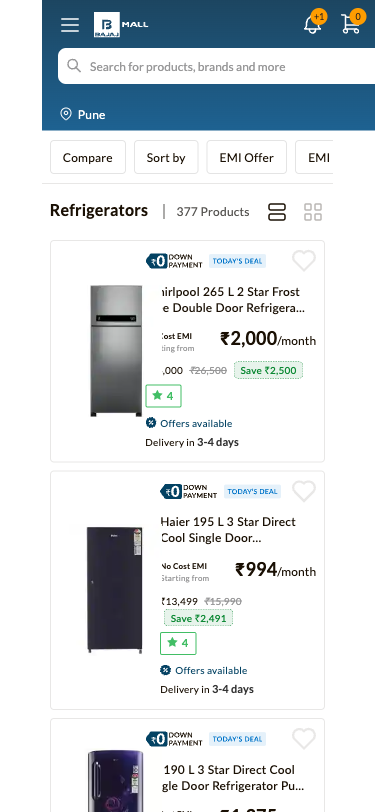 BAJAJ MALL
+1
0
Search for products, brands and more
Pune
Compare
Sort by
EMI Offer
EMI
Refrigerators | 377 Products
₹0 DOWN PAYMENT TODAY'S DEAL
irlpool 265 L 2 Star Frost
e Double Door Refrigera...
Cost EMI
ting from
₹2,000/month
,000 ₹26,500 Save ₹2,500
4
Offers available
Delivery in 3-4 days
₹0 DOWN PAYMENT TODAY'S DEAL
Haier 195 L 3 Star Direct
Cool Single Door...
No Cost EMI
Starting from
₹994/month
₹13,499 ₹15,990
Save ₹2,491
4
Offers available
Delivery in 3-4 days
₹0 DOWN PAYMENT TODAY'S DEAL
190 L 3 Star Direct Cool
gle Door Refrigerator Pu...